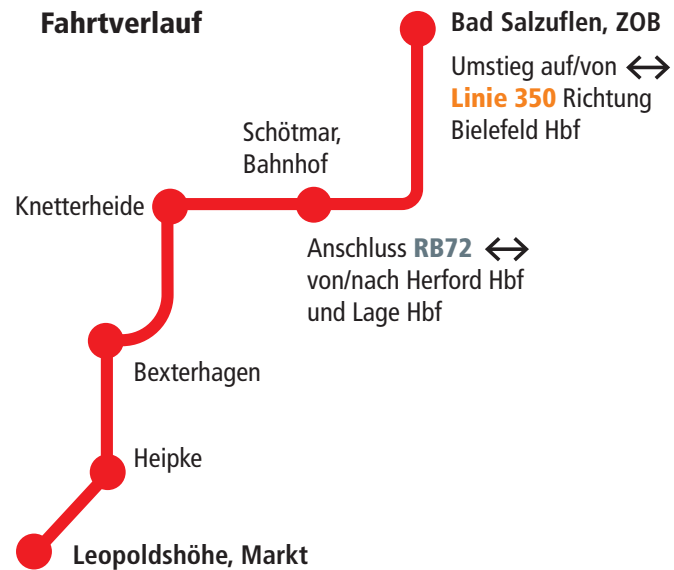 Fahrtverlauf
Bad Salzuflen, ZOB
Umstieg auf/von ↔
Linie 350 Richtung
Bielefeld Hbf
Schötmar,
Bahnhof
Knetterheide
Anschluss RB72 ↔
von/nach Herford Hbf
und Lage Hbf
Bexterhagen
Heipke
Leopoldshöhe, Markt